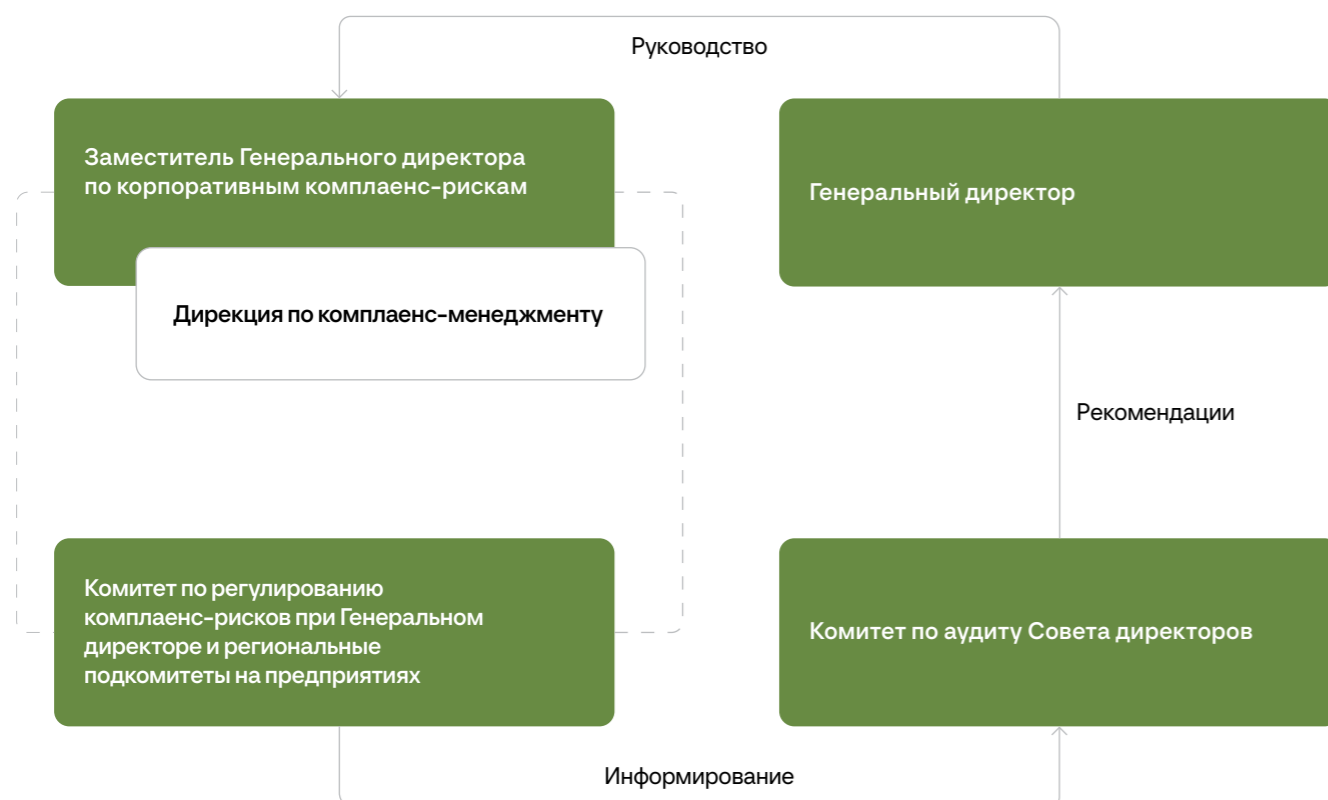 Руководство
Заместитель Генерального директора
по корпоративным комплаенс-рискам
Генеральный директор
Дирекция по комплаенс-менеджменту
Рекомендации
Комитет по регулированию
комплаенс-рисков при Генеральном
директоре и региональные
подкомитеты на предприятиях
Комитет по аудиту Совета директоров
Информирование